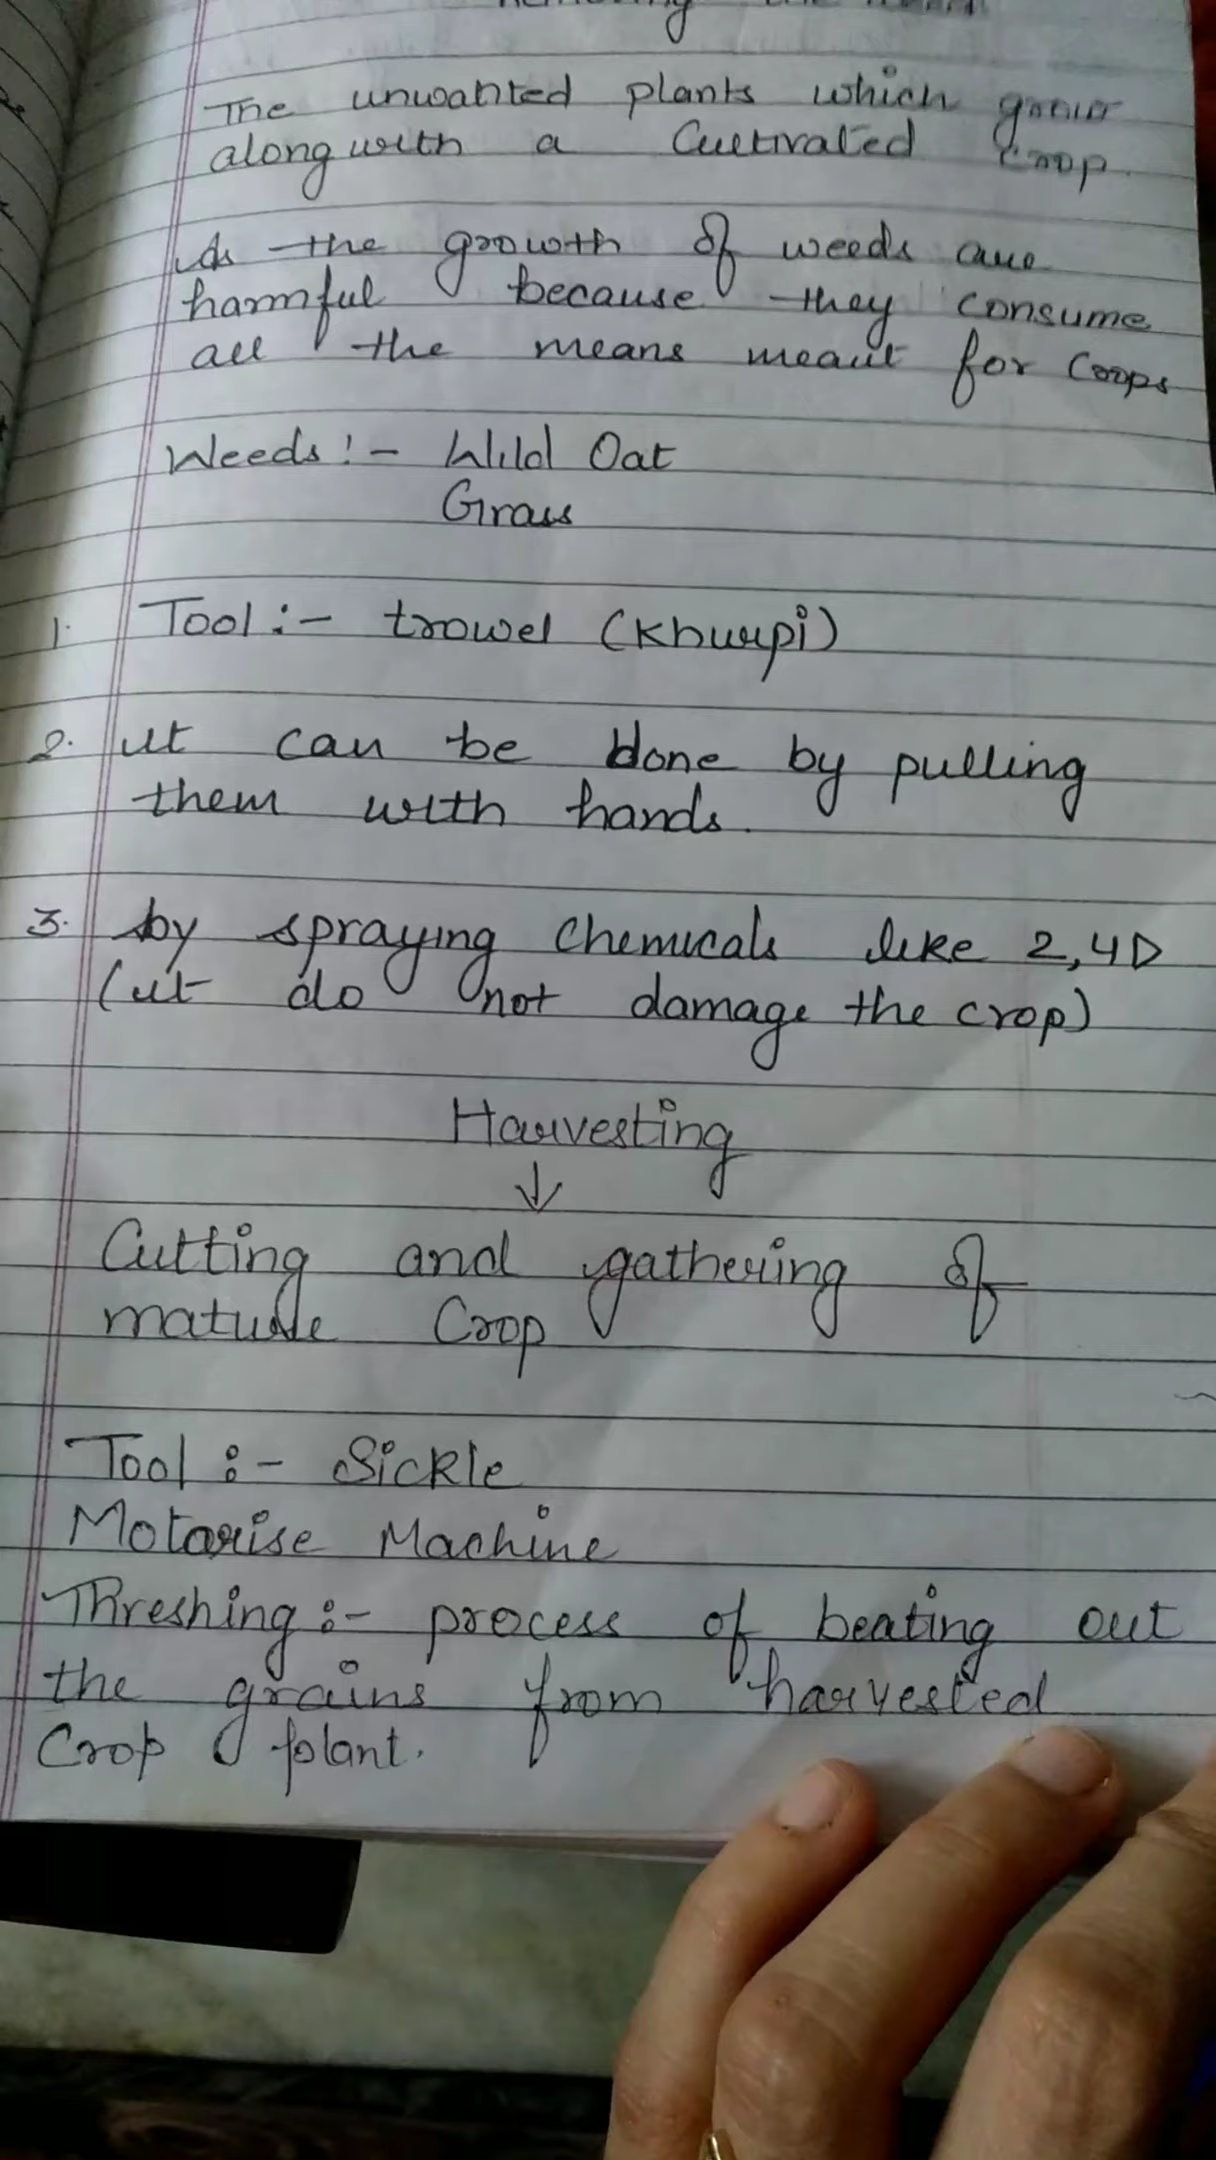 The unwanted plants which grow
along with a Cultivated crop.
As the growth of weeds are
harmful because they consume
all the means meant for Crops
Weeds :- Wild Oat
Grass
1. Tool :- trowel (Khurpi)
2. It can be done by pulling
them with hands.
3. by spraying chemicals like 2,4D
(it do not damage the crop)
Harvesting
↓
Cutting and gathering of
mature Crop
Tool :- Sickle
Motorise Machine
Threshing :- process of beating out
the grains from harvested
Crop plant.